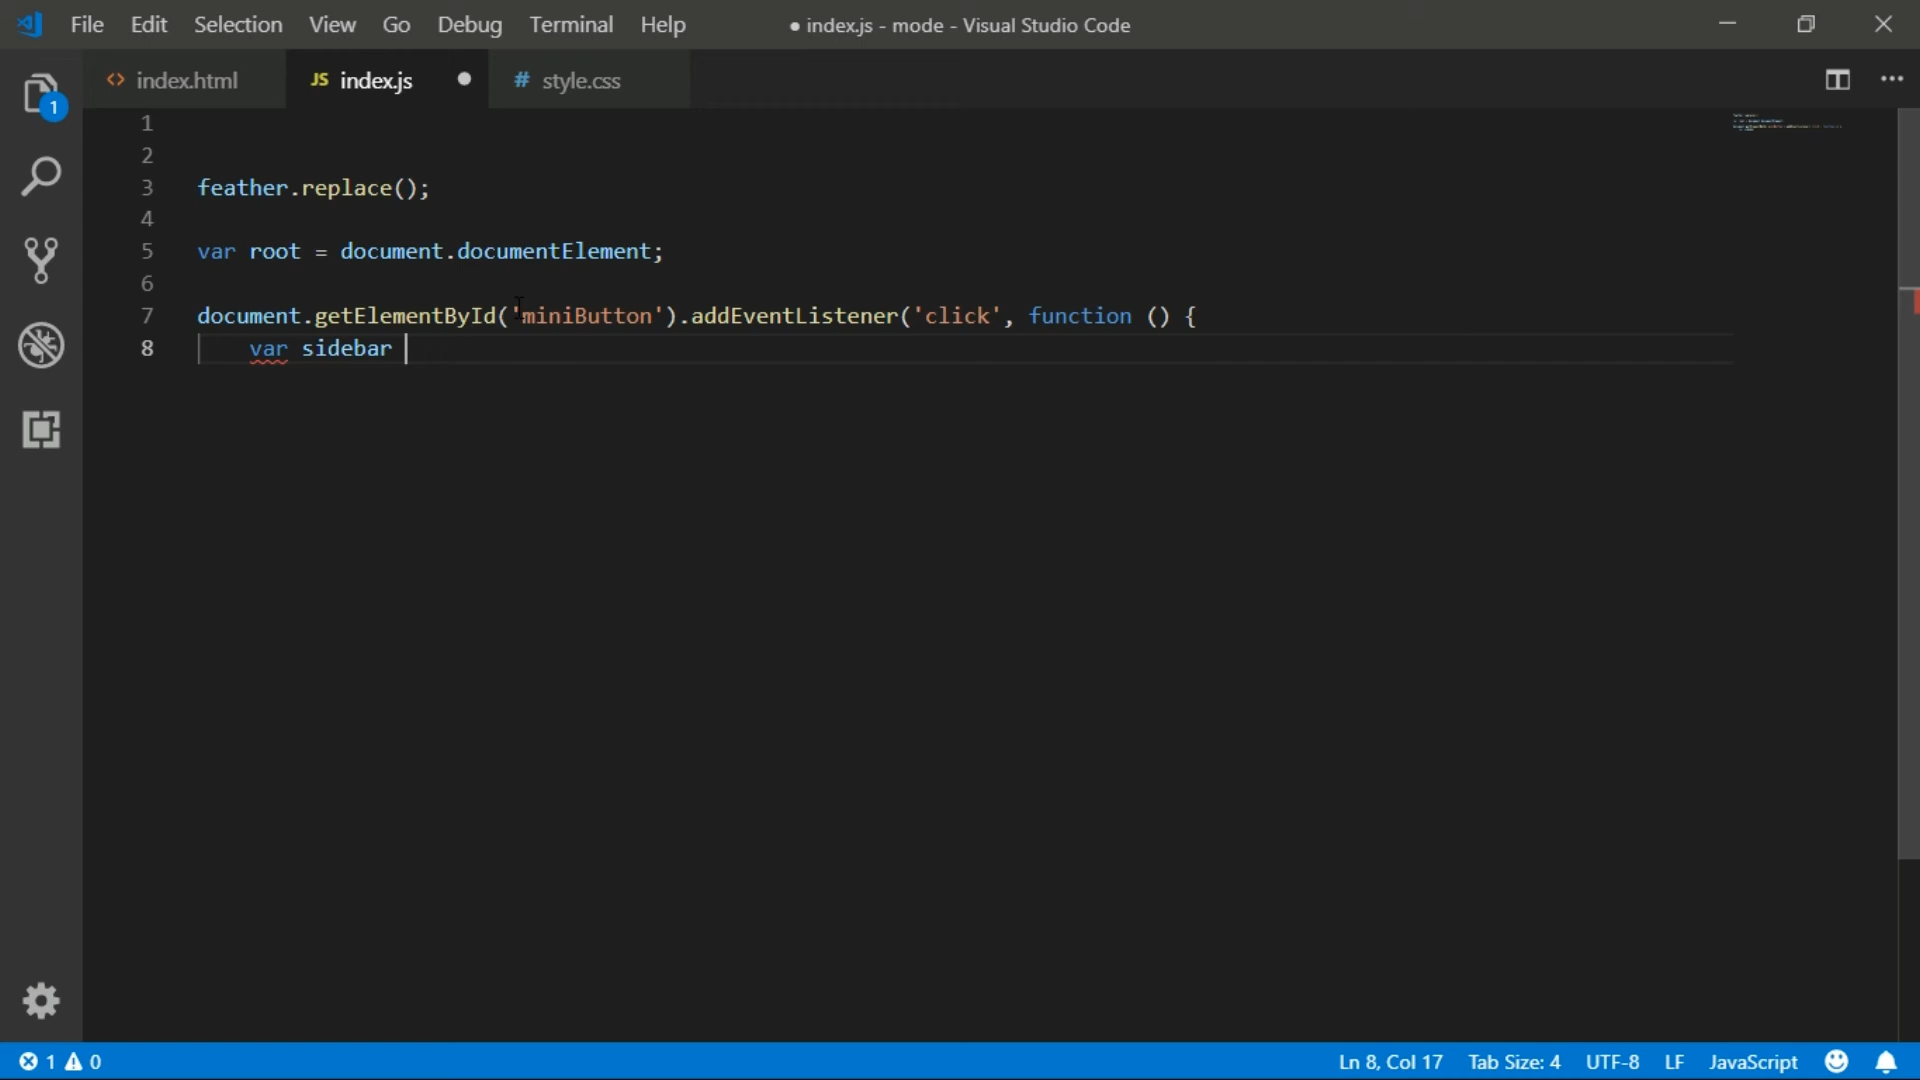 File Edit Selection View Go Debug Terminal Help ● index.js - mode - Visual Studio Code
<> index.html JS index.js ● # style.css
1
1
2
3 feather.replace();
4
5 var root = document.documentElement;
6
7 document.getElementById('miniButton').addEventListener('click', function () {
8 var sidebar
1 0 Ln 8, Col 17 Tab Size: 4 UTF-8 LF JavaScript